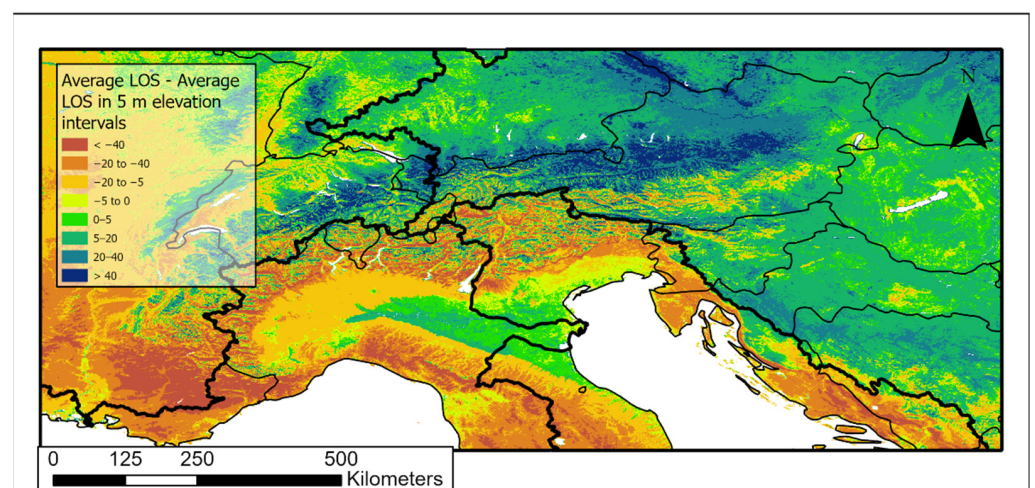 Average LOS - Average
LOS in 5 m elevation
intervals
< −40
−20 to −40
−20 to −5
−5 to 0
0–5
5–20
20–40
> 40
N
0 125 250 500
Kilometers